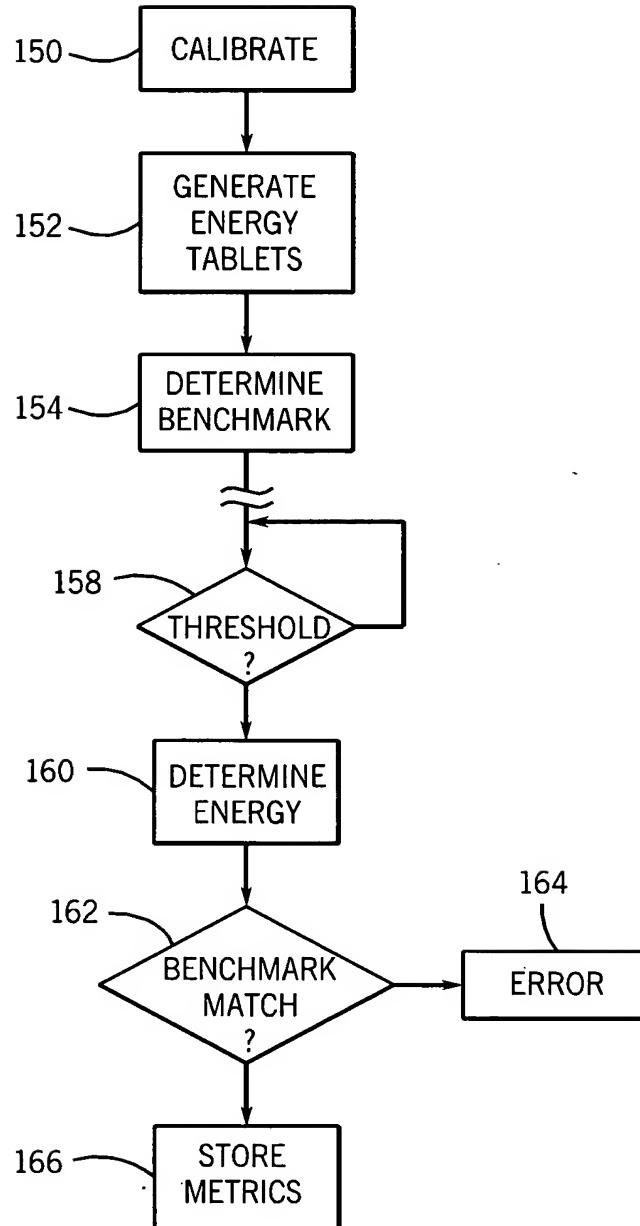 150
CALIBRATE
152
GENERATE
ENERGY
TABLETS
154
DETERMINE
BENCHMARK
158
THRESHOLD
?
160
DETERMINE
ENERGY
162
BENCHMARK
MATCH
?
164
ERROR
166
STORE
METRICS